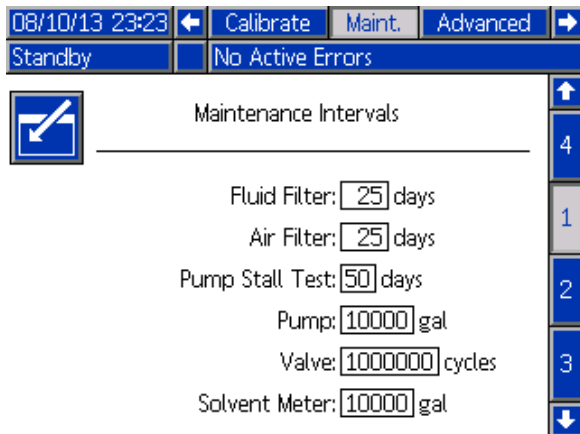 08/10/13 23:23 Calibrate Maint. Advanced
Standby No Active Errors
Maintenance Intervals
4
Fluid Filter: 25 days
1
Air Filter: 25 days
Pump Stall Test: 50 days
2
Pump: 10000 gal
Valve: 1000000 cycles
3
Solvent Meter: 10000 gal